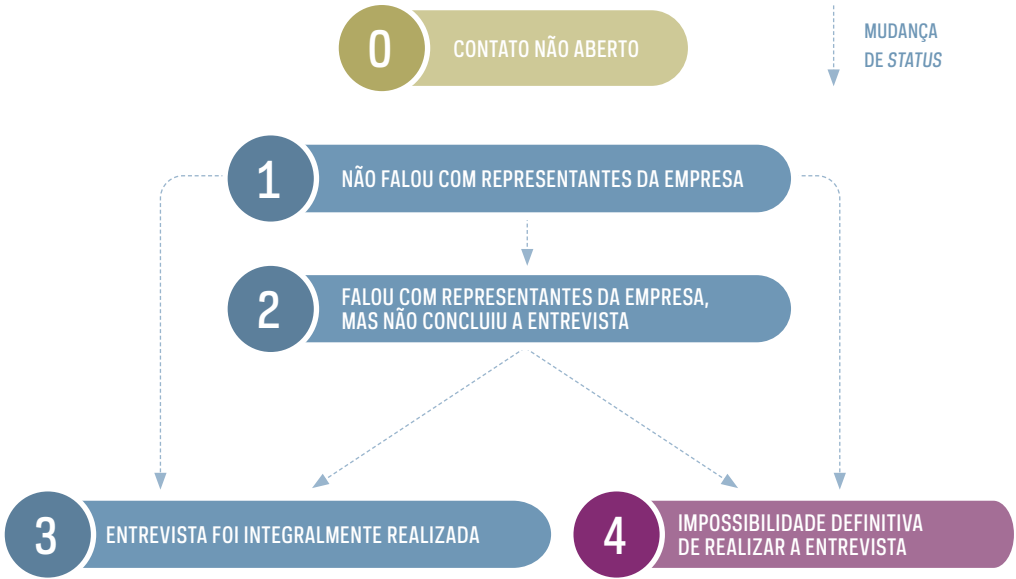 0
CONTATO NÃO ABERTO
MUDANÇA
DE STATUS
1
NÃO FALOU COM REPRESENTANTES DA EMPRESA
2
FALOU COM REPRESENTANTES DA EMPRESA,
MAS NÃO CONCLUIU A ENTREVISTA
3
ENTREVISTA FOI INTEGRALMENTE REALIZADA
4
IMPOSSIBILIDADE DEFINITIVA
DE REALIZAR A ENTREVISTA